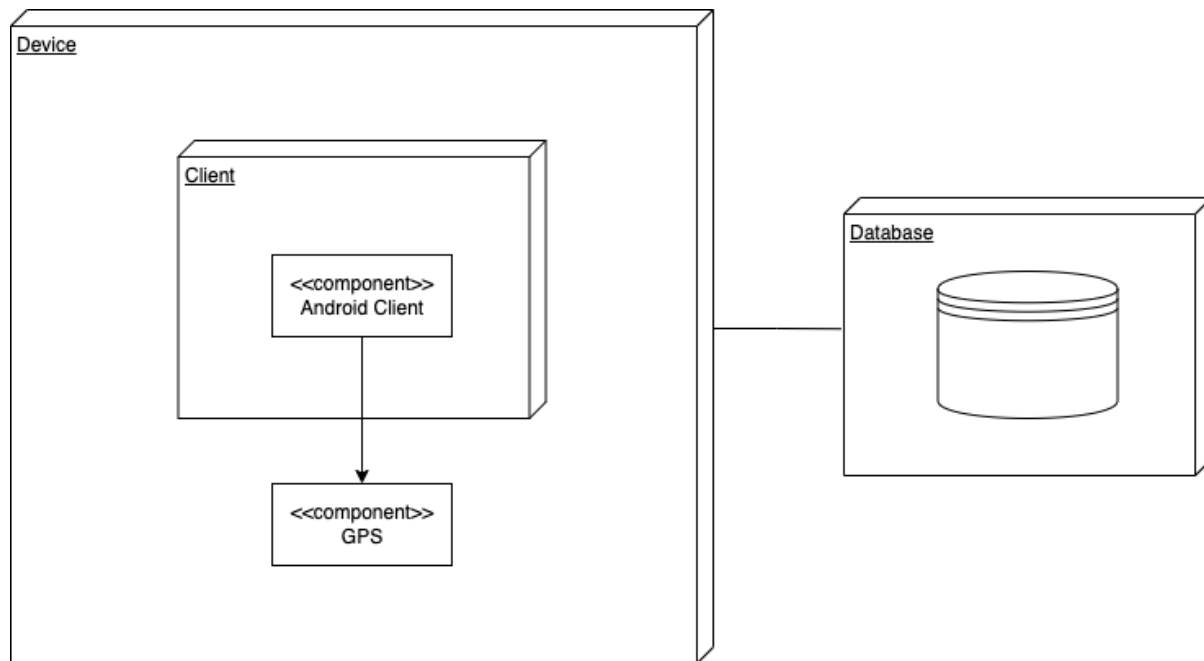 Device
Client
<<component>>
Android Client
<<component>>
GPS
Database